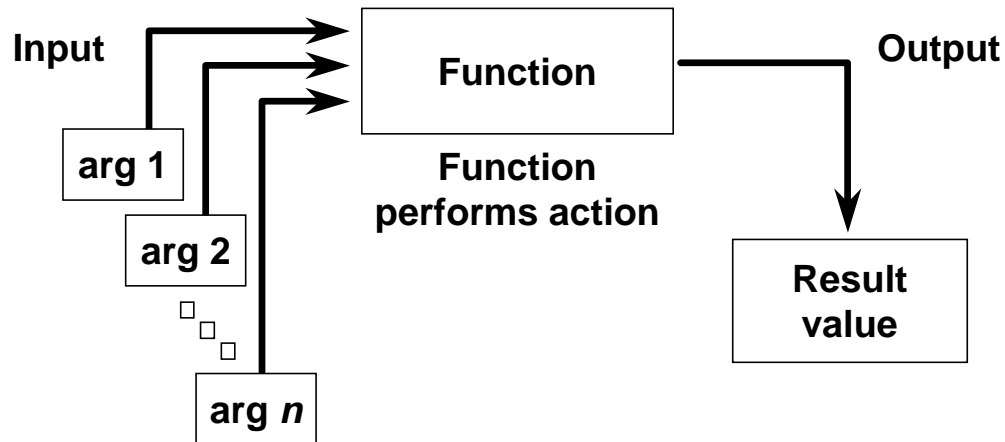 Input
Function
Output
arg 1
Function
performs action
arg 2
Result
value
arg n